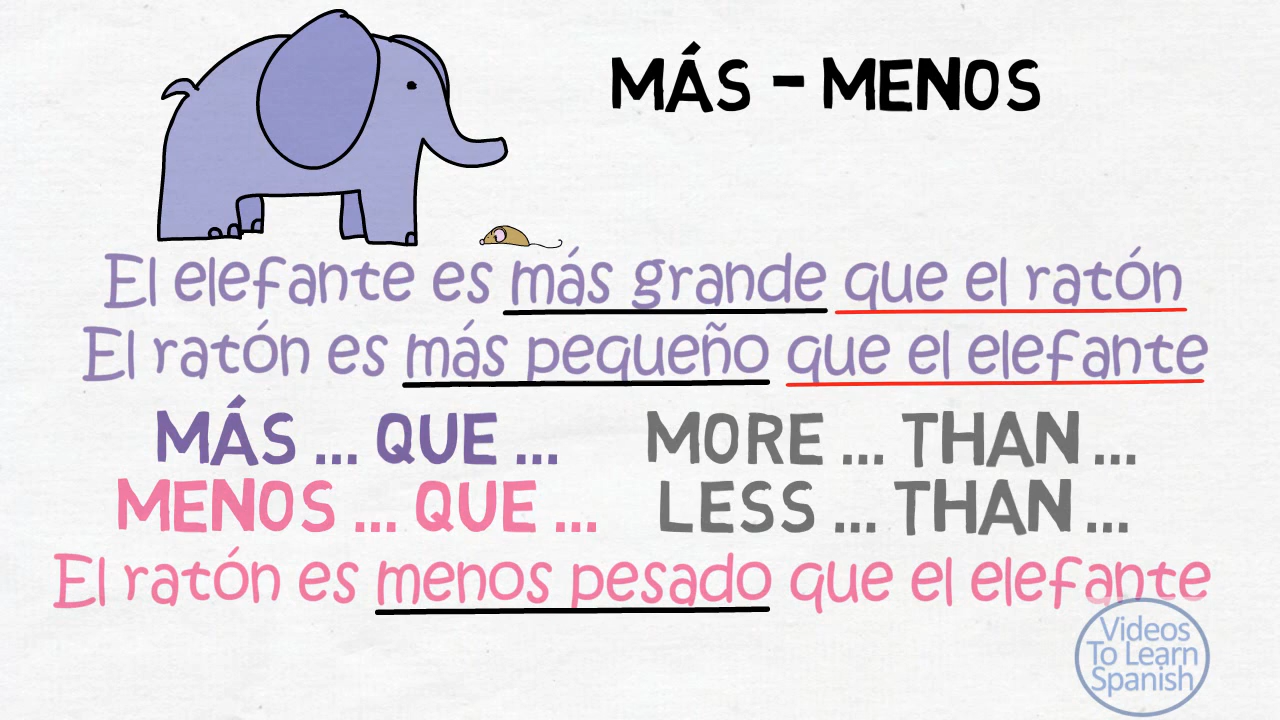 MÁS - MENOS
El elefante es más grande que el ratón
El ratón es más pequeño que el elefante
MÁS ... QUE ... MORE ... THAN ...
MENOS ... QUE ... LESS ... THAN ...
El ratón es menos pesado que el elefante
Videos
To Learn
Spanish